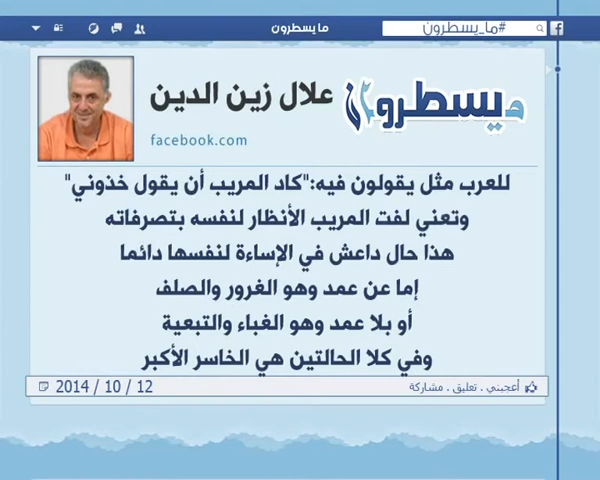 ما يسطرون
#ما_يسطرون
علال زين الدين
ما يسطرون
facebook.com
للعرب مثل يقولون فيه:"كاد المريب أن يقول خذوني"
وتعني لفت المريب الأنظار لنفسه بتصرفاته
هذا حال داعش في الإساءة لنفسها دائما
إما عن عمد وهو الغرور والصلف
أو بلا عمد وهو الغباء والتبعية
وفي كلا الحالتين هي الخاسر الأكبر
أعجبني . تعليق . مشاركة
12 / 10 / 2014